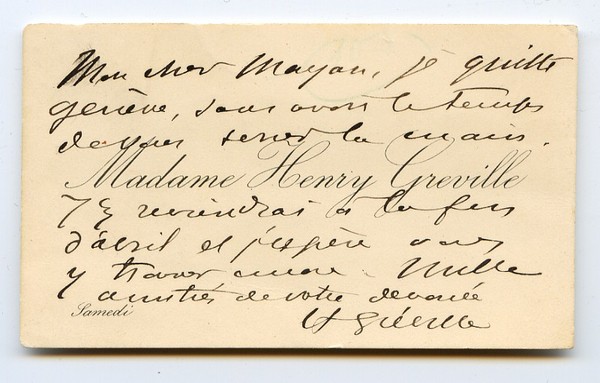 Mon cher Mayan, je quitte
Genève, sans avoir le temps
de vous serrer la main.
Madame Henry Greville
J'y reviendrai à la fin
d'avril et j'espère vous
y trouver encore. Mille
amitiés de votre dévouée
Samedi
H Gréville